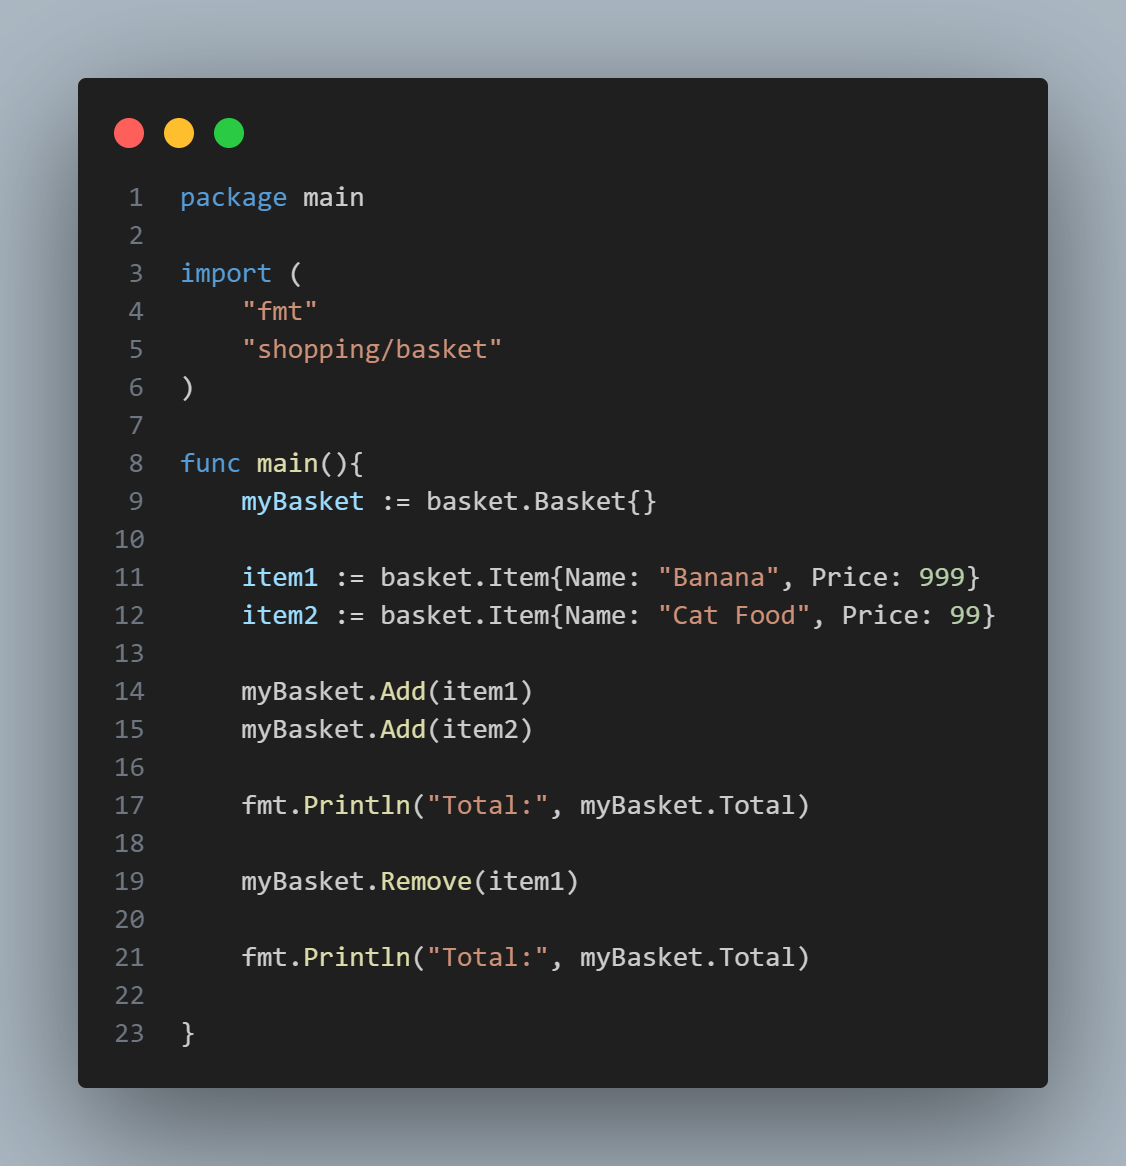 1 package main
2
3 import (
4     "fmt"
5     "shopping/basket"
6 )
7
8 func main(){
9     myBasket := basket.Basket{}
10
11     item1 := basket.Item{Name: "Banana", Price: 999}
12     item2 := basket.Item{Name: "Cat Food", Price: 99}
13
14     myBasket.Add(item1)
15     myBasket.Add(item2)
16
17     fmt.Println("Total:", myBasket.Total)
18
19     myBasket.Remove(item1)
20
21     fmt.Println("Total:", myBasket.Total)
22
23 }